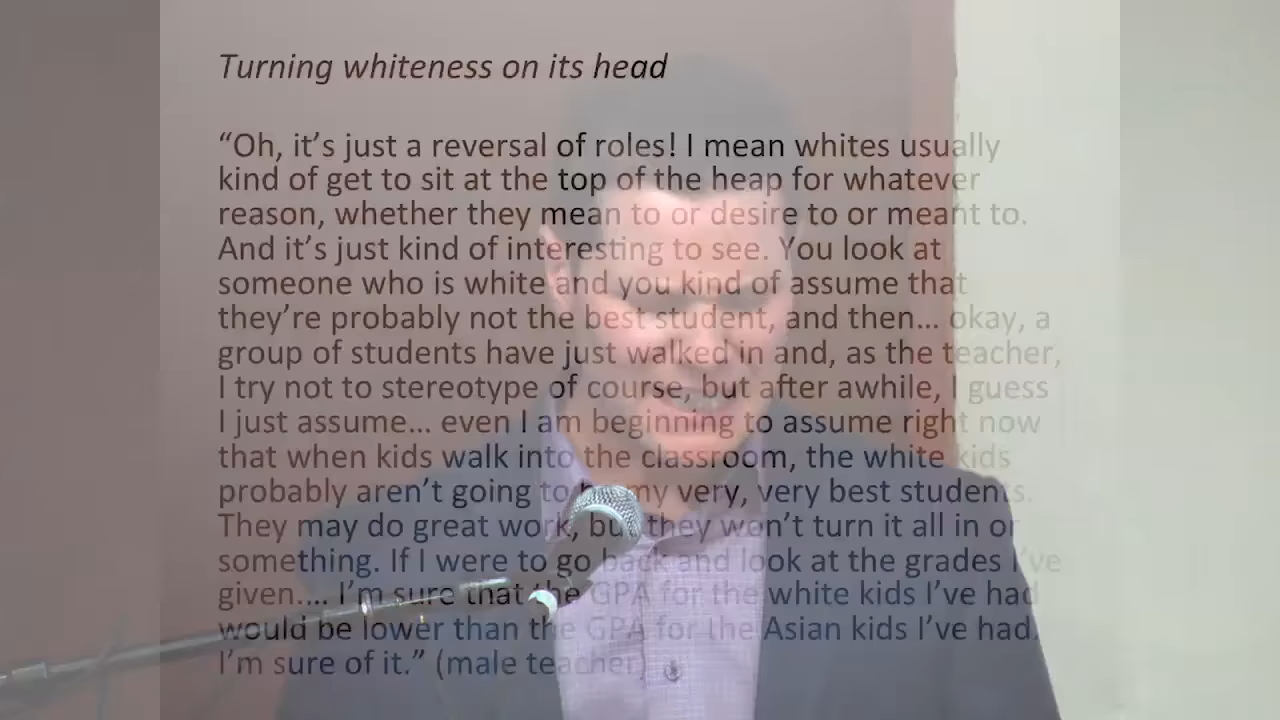 Turning whiteness on its head
“Oh, it’s just a reversal of roles! I mean whites usually
kind of get to sit at the top of the heap for whatever
reason, whether they mean to or desire to or meant to.
And it’s just kind of interesting to see. You look at
someone who is white and you kind of assume that
they’re probably not the best student, and then… okay, a
group of students have just walked in and, as the teacher,
I try not to stereotype of course, but after awhile, I guess
I just assume… even I am beginning to assume right now
that when kids walk into the classroom, the white kids
probably aren’t going to be my very, very best students.
They may do great work, but they won’t turn it all in or
something. If I were to go back and look at the grades I’ve
given…. I’m sure that the GPA for the white kids I’ve had
would be lower than the GPA for the Asian kids I’ve had.
I’m sure of it.” (male teacher)